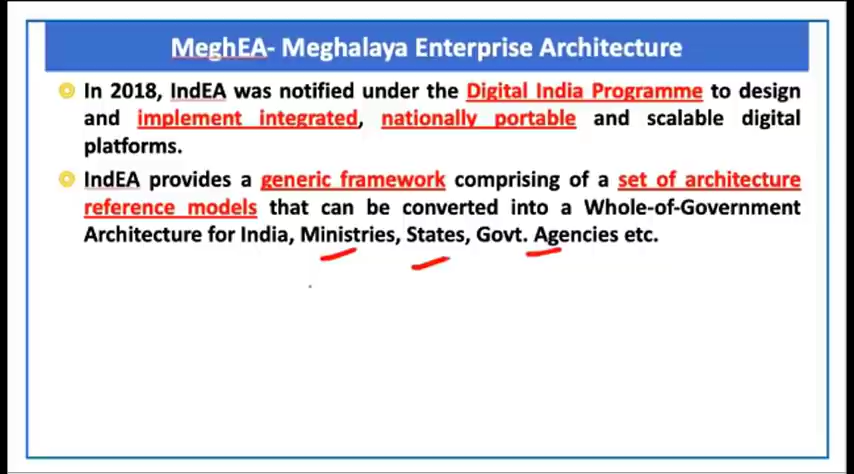 MeghEA- Meghalaya Enterprise Architecture
In 2018, IndEA was notified under the Digital India Programme to design
and implement integrated, nationally portable and scalable digital
platforms.
IndEA provides a generic framework comprising of a set of architecture
reference models that can be converted into a Whole-of-Government
Architecture for India, Ministries, States, Govt. Agencies etc.